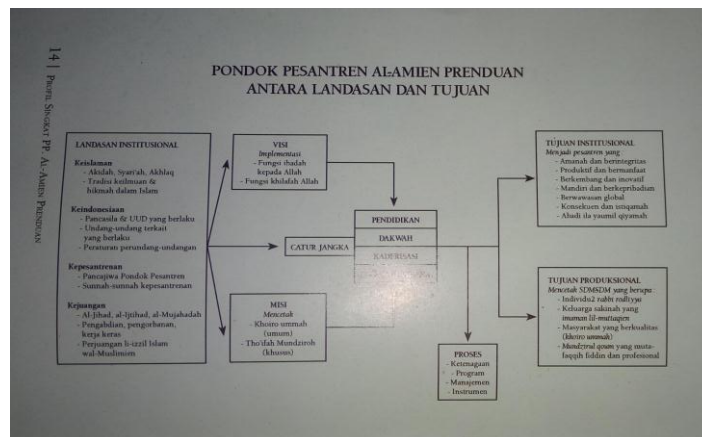 14 | PROFIL SINGKAT PP. AL-AMIEN PRENDUAN
PONDOK PESANTREN AL-AMIEN PRENDUAN
ANTARA LANDASAN DAN TUJUAN
LANDASAN INSTITUSIONAL
Keislaman
- Akidah, Syari'ah, Akhlaq
- Tradisi keilmuan &
hikmah dalam Islam
Keindonesiaan
- Pancasila & UUD yang berlaku
- Undang-undang terkait
yang berlaku
- Peraturan perundang-undangan
Kepesantrenan
- Pancajiwa Pondok Pesantren
- Sunnah-sunnah kepesantrenan
Kejuangan
- Al-Jihad, al-Ijtihad, al-Mujahadah
- Pengabdian, pengorbanan,
kerja keras
- Perjuangan li-izzil Islam
wal-Muslimin
VISI
Implementasi
- Fungsi ibadah
kepada Allah
- Fungsi khilafah Allah
CATUR JANGKA
PENDIDIKAN
DAKWAH
KADERISASI
MISI
Mencetak
- Khoiro ummah
(umum)
- Tho'ifah Mundziroh
(khusus)
PROSES
- Ketenagaan
- Program
- Manajemen
- Instrumen
TUJUAN INSTITUSIONAL
Menjadi pesantren yang
- Amanah dan berintegritas
- Produktif dan bermanfaat
- Berkembang dan inovatif
- Mandiri dan berkepribadian
- Berwawasan global
- Konsekuen dan istiqamah
- Abadi ila yaumil qiyamah
TUJUAN PRODUKSIONAL
Mencetak SDMSDM yang berupa
- Individu2 rabbi rodliyya
- Keluarga sakinah yang
imaman lil-muttaqien
- Masyarakat yang berkualitas
(khoiro ummah)
- Mundzirul qoum yang muta-
faqqih fiddin dan profesional